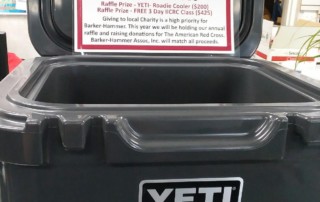 Raffle Prize - YETI- Roadie Cooler ($200)
Raffle Prize - FREE 3 Day IICRC Class ($425)
Giving to local Charity is a high priority for
Barker-Hammer. This year we will be holding our annual
raffle and raising donations for The American Red Cross.
Barker-Hammer Assoc. Inc. will match all proceeds.
YETI